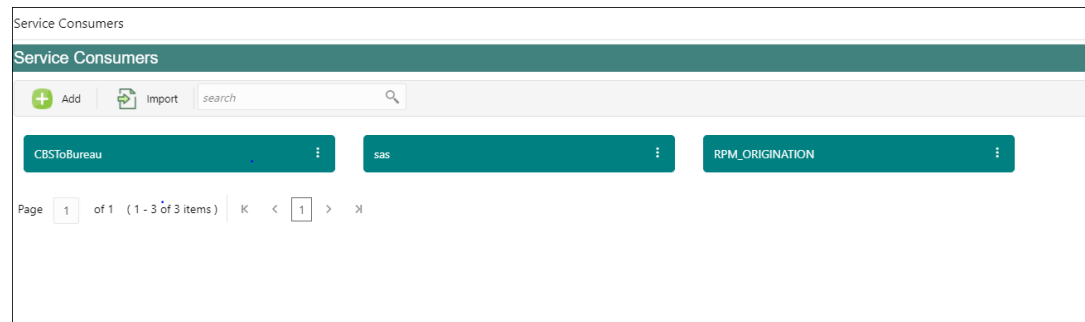 Service Consumers
Service Consumers
Add Import search
CBSToBureau sas RPM_ORIGINATION
Page 1 of 1 ( 1 - 3 of 3 items ) 1